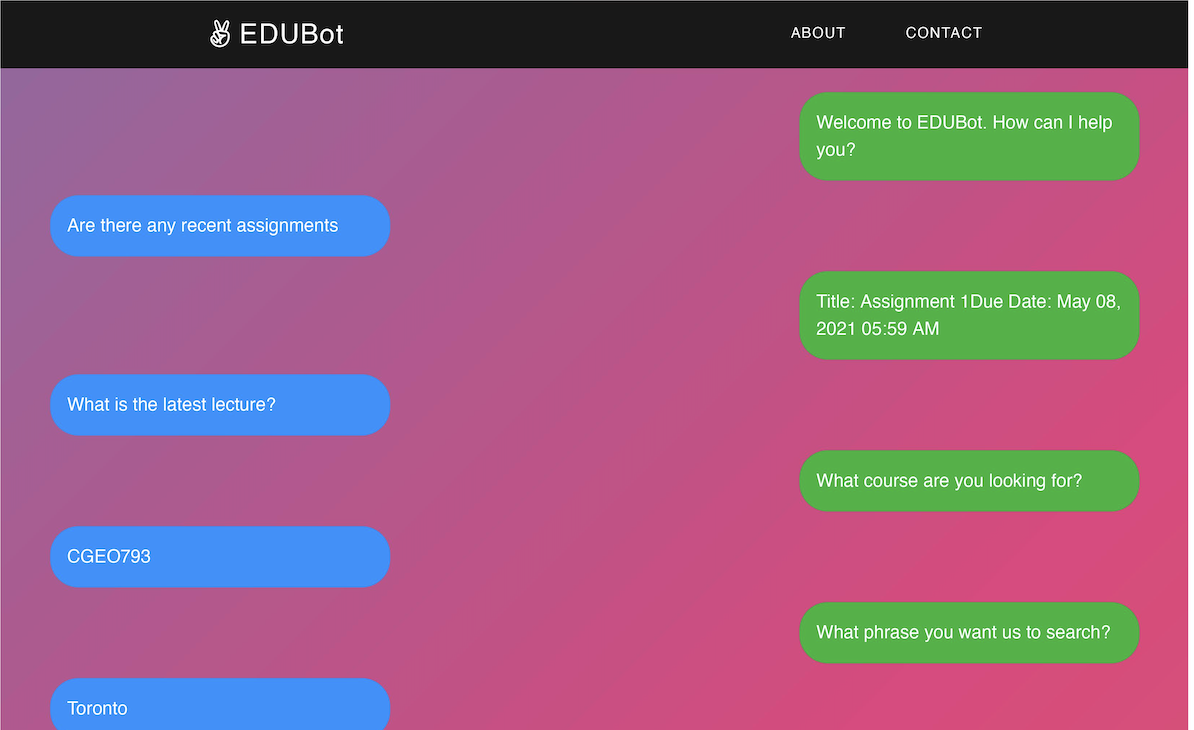 ✌ EDUBot
ABOUT
CONTACT
Welcome to EDUBot. How can I help
you?
Are there any recent assignments
Title: Assignment 1Due Date: May 08,
2021 05:59 AM
What is the latest lecture?
What course are you looking for?
CGEO793
What phrase you want us to search?
Toronto